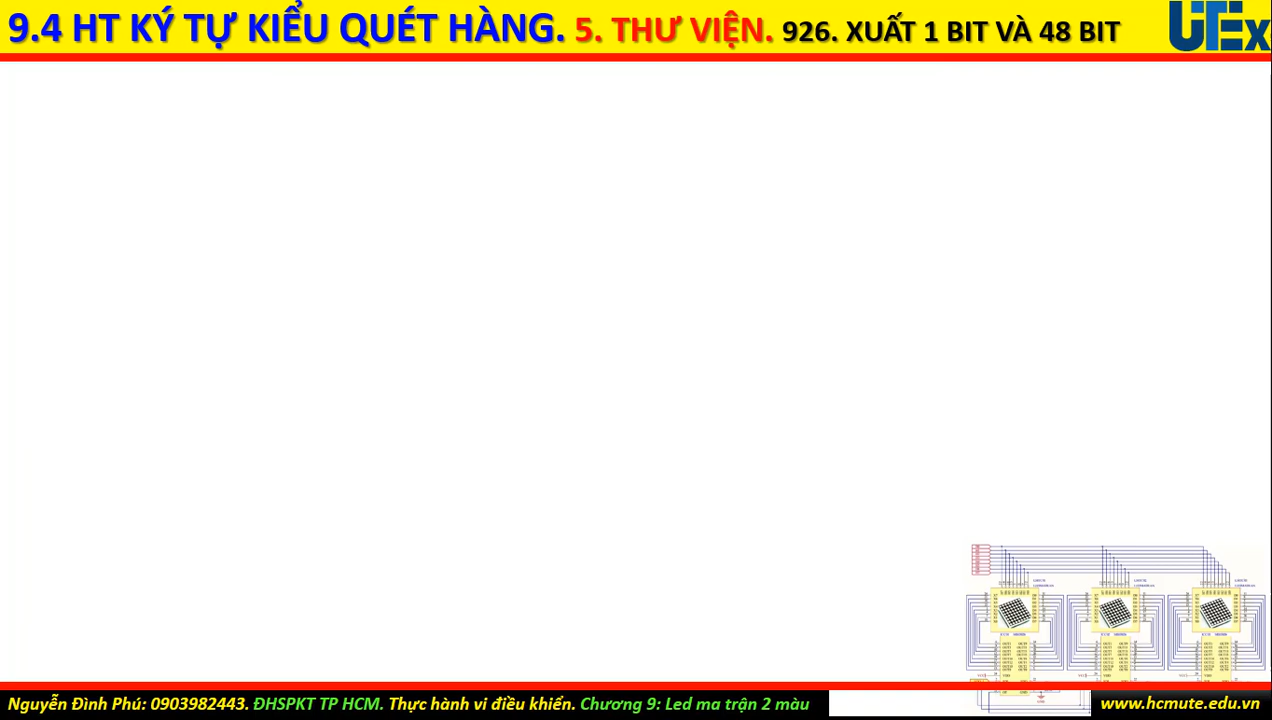 9.4 HT KÝ TỰ KIỂU QUÉT HÀNG. 5. THƯ VIỆN. 926. XUẤT 1 BIT VÀ 48 BIT
UTEx
Nguyễn Đình Phú: 0903982443. ĐHSPKT TP HCM. Thực hành vi điều khiển. Chương 9: Led ma trận 2 màu
www.hcmute.edu.vn